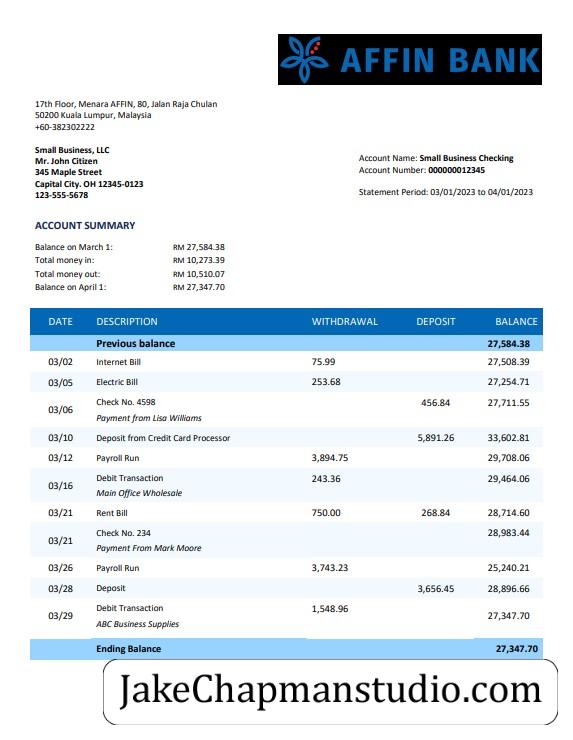 AFFIN BANK
17th Floor, Menara AFFIN, 80, Jalan Raja Chulan
50200 Kuala Lumpur, Malaysia
+60-382302222
Small Business, LLC
Mr. John Citizen
345 Maple Street
Capital City. OH 12345-0123
123-555-5678
Account Name: Small Business Checking
Account Number: 000000012345
Statement Period: 03/01/2023 to 04/01/2023
ACCOUNT SUMMARY
Balance on March 1: RM 27,584.38
Total money in: RM 10,273.39
Total money out: RM 10,510.07
Balance on April 1: RM 27,347.70
DATE DESCRIPTION WITHDRAWAL DEPOSIT BALANCE
Previous balance 27,584.38
03/02 Internet Bill 75.99 27,508.39
03/05 Electric Bill 253.68 27,254.71
03/06 Check No. 4598 456.84 27,711.55
Payment from Lisa Williams
03/10 Deposit from Credit Card Processor 5,891.26 33,602.81
03/12 Payroll Run 3,894.75 29,708.06
03/16 Debit Transaction 243.36 29,464.06
Main Office Wholesale
03/21 Rent Bill 750.00 268.84 28,714.60
03/21 Check No. 234 28,983.44
Payment From Mark Moore
03/26 Payroll Run 3,743.23 25,240.21
03/28 Deposit 3,656.45 28,896.66
03/29 Debit Transaction 1,548.96 27,347.70
ABC Business Supplies
Ending Balance 27,347.70
JakeChapmanstudio.com